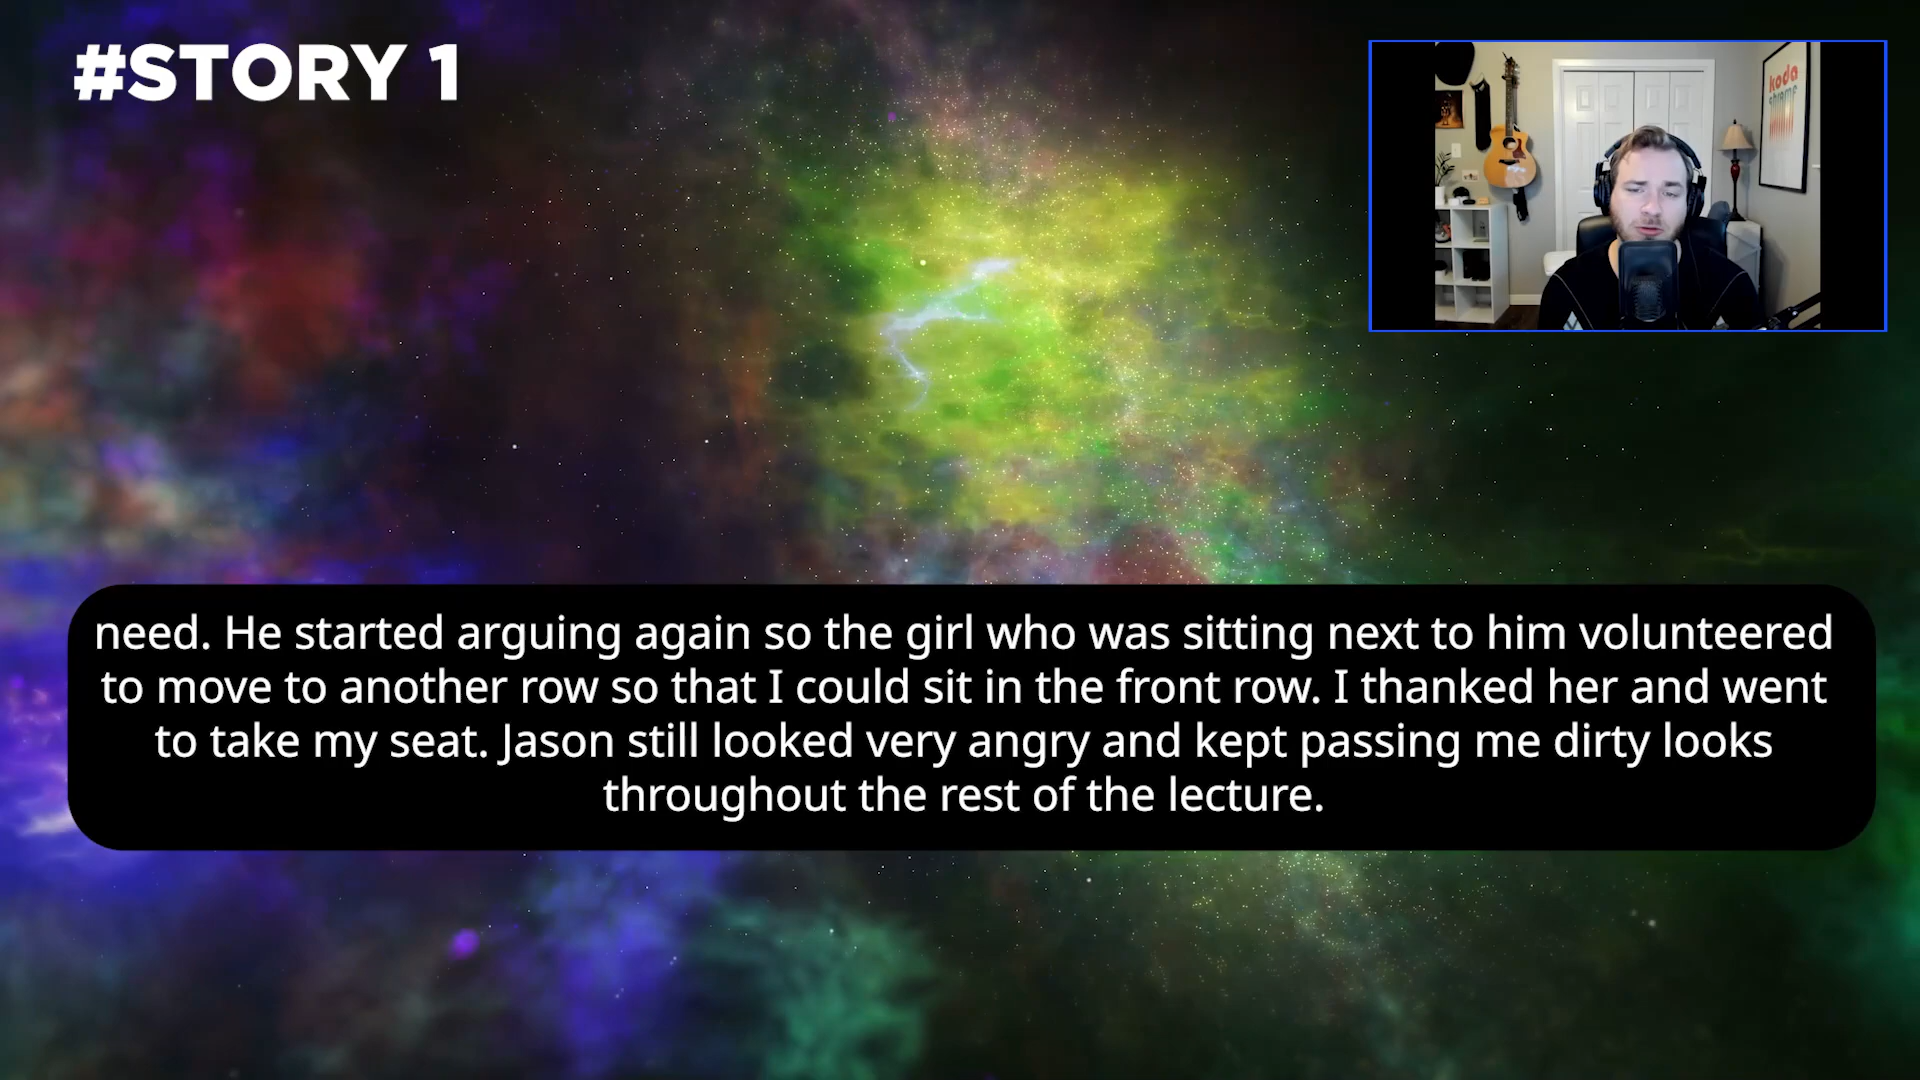 #STORY 1
koda
need. He started arguing again so the girl who was sitting next to him volunteered
to move to another row so that I could sit in the front row. I thanked her and went
to take my seat. Jason still looked very angry and kept passing me dirty looks
throughout the rest of the lecture.